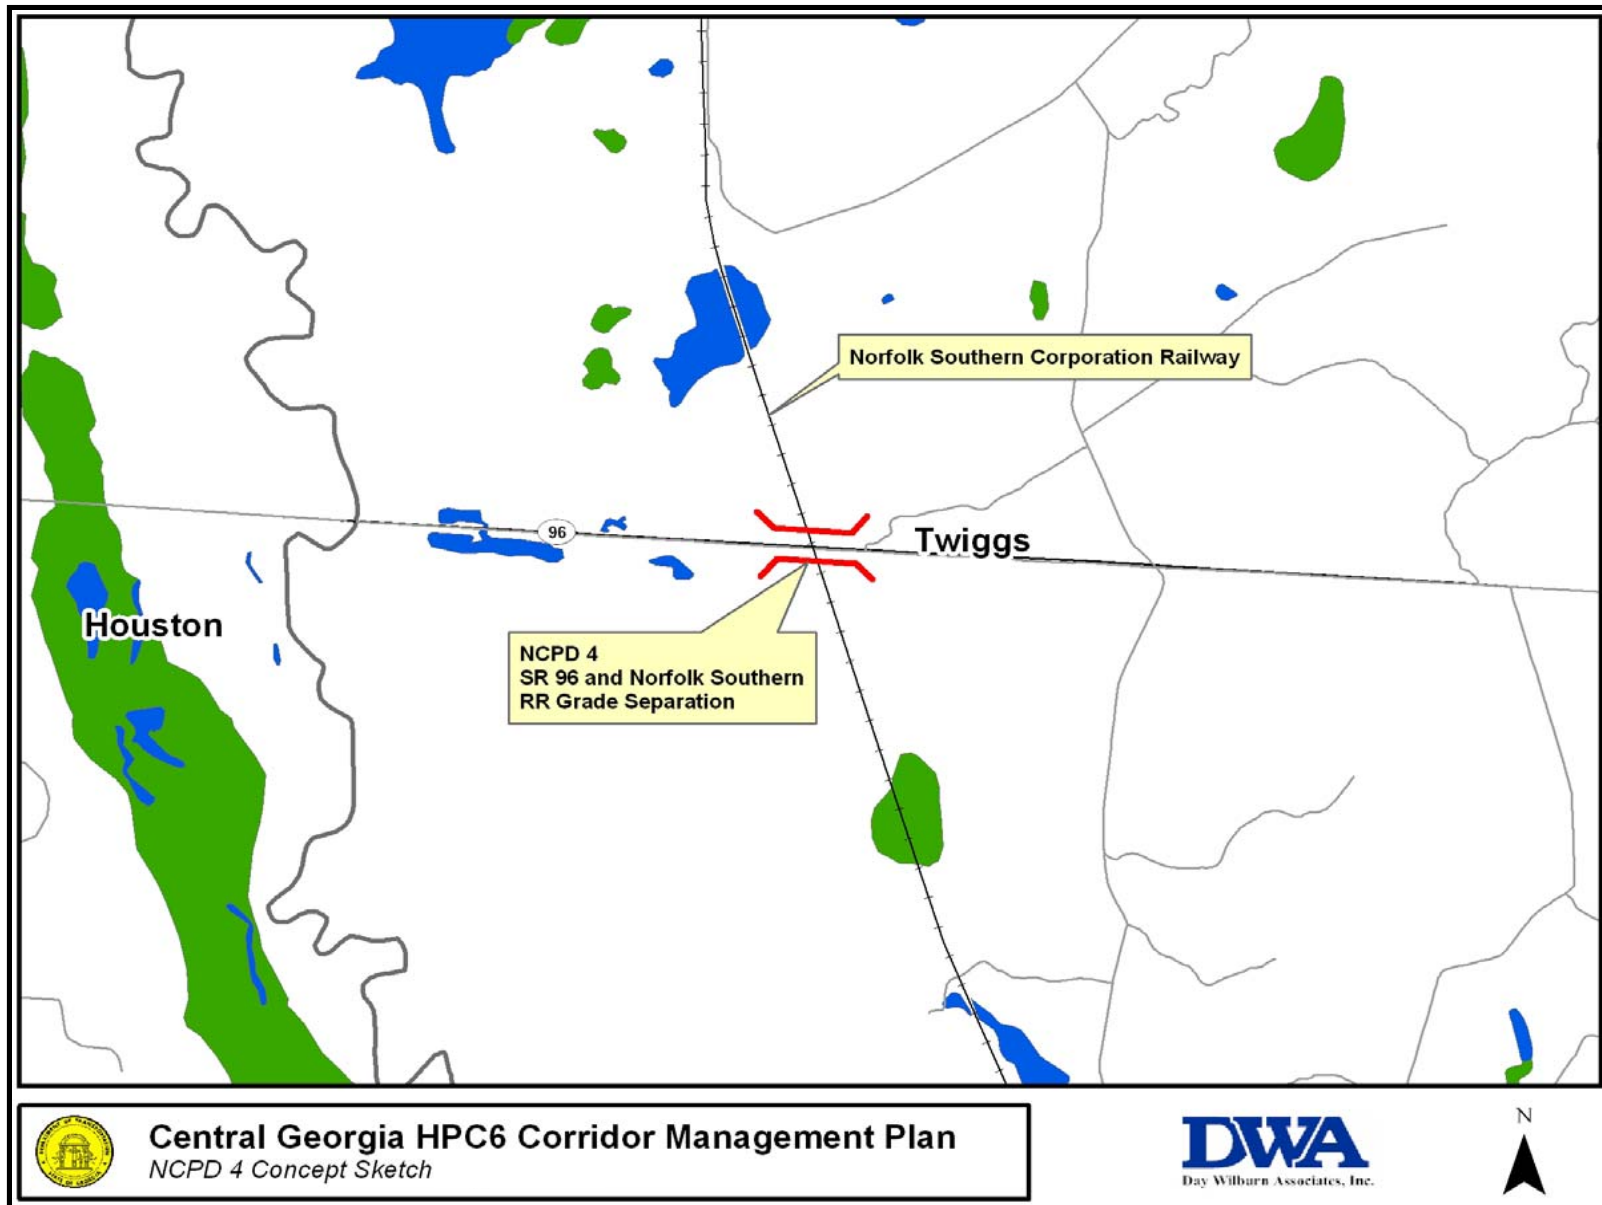 Norfolk Southern Corporation Railway
96
Twiggs
Houston
NCPD 4
SR 96 and Norfolk Southern
RR Grade Separation
Central Georgia HPC6 Corridor Management Plan
NCPD 4 Concept Sketch
DWA
Day Wilburn Associates, Inc.
N